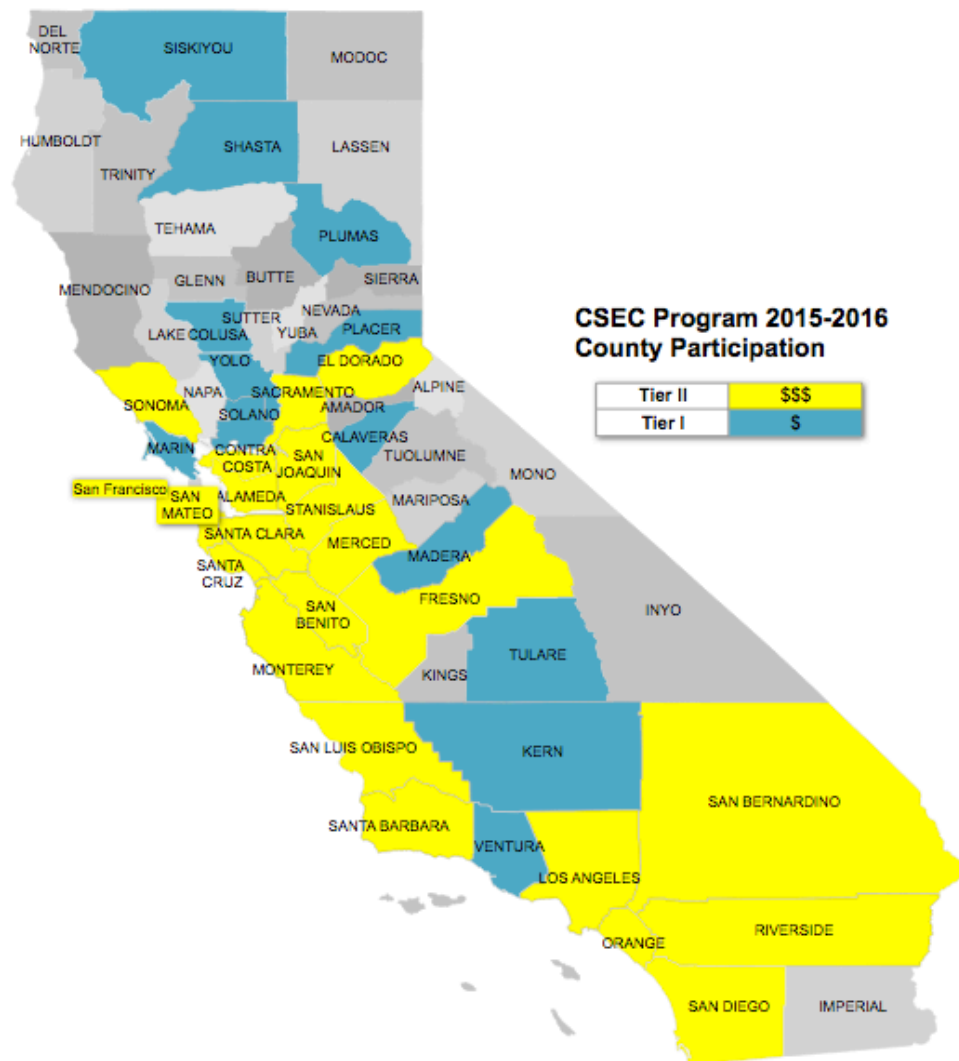 DEL
NORTE
SISKIYOU
MODOC
HUMBOLDT
TRINITY
SHASTA
LASSEN
TEHAMA
PLUMAS
MENDOCINO
GLENN
BUTTE
SIERRA
LAKE
COLUSA
SUTTER
YUBA
NEVADA
PLACER
YOLO
EL DORADO
SONOMA
NAPA
SACRAMENTO
ALPINE
SOLANO
AMADOR
MARIN
CONTRA
COSTA
SAN
JOAQUIN
CALAVERAS
TUOLUMNE
MONO
San Francisco
SAN
MATEO
ALAMEDA
STANISLAUS
MARIPOSA
SANTA CLARA
MERCED
MADERA
SANTA
CRUZ
SAN
BENITO
FRESNO
INYO
MONTEREY
KINGS
TULARE
SAN LUIS OBISPO
KERN
SAN BERNARDINO
SANTA BARBARA
VENTURA
LOS ANGELES
ORANGE
RIVERSIDE
SAN DIEGO
IMPERIAL
CSEC Program 2015-2016
County Participation
Tier II $$$
Tier I $